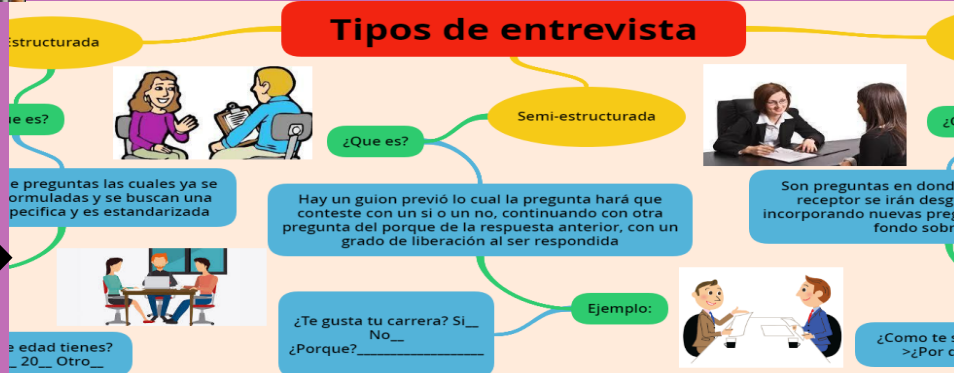 Tipos de entrevista
Estructurada
Semi-estructurada
es?
¿Que es?
e preguntas las cuales ya se
ormuladas y se buscan una
pecifica y es estandarizada
Hay un guion previó lo cual la pregunta hará que
conteste con un si o un no, continuando con otra
pregunta del porque de la respuesta anterior, con un
grado de liberación al ser respondida
Son preguntas en dond
receptor se irán desg
incorporando nuevas preg
fondo sobr
Ejemplo:
¿Te gusta tu carrera? Si__
No__
¿Porque?___________________
e edad tienes?
_ 20__ Otro__
¿Como te s
>¿Por q